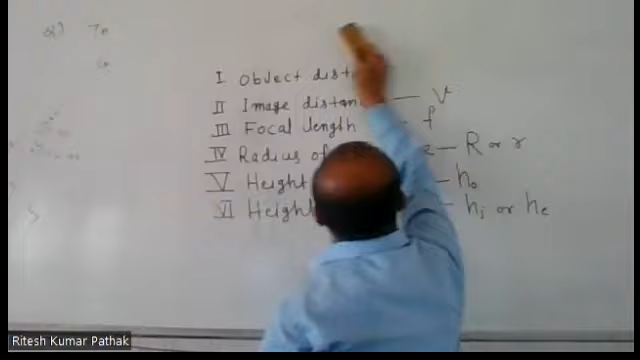 I Object dist
II Image distan — v
III Focal length f
IV Radius of — R or r
V Height — ho
VI Height — hi or he
Ritesh Kumar Pathak